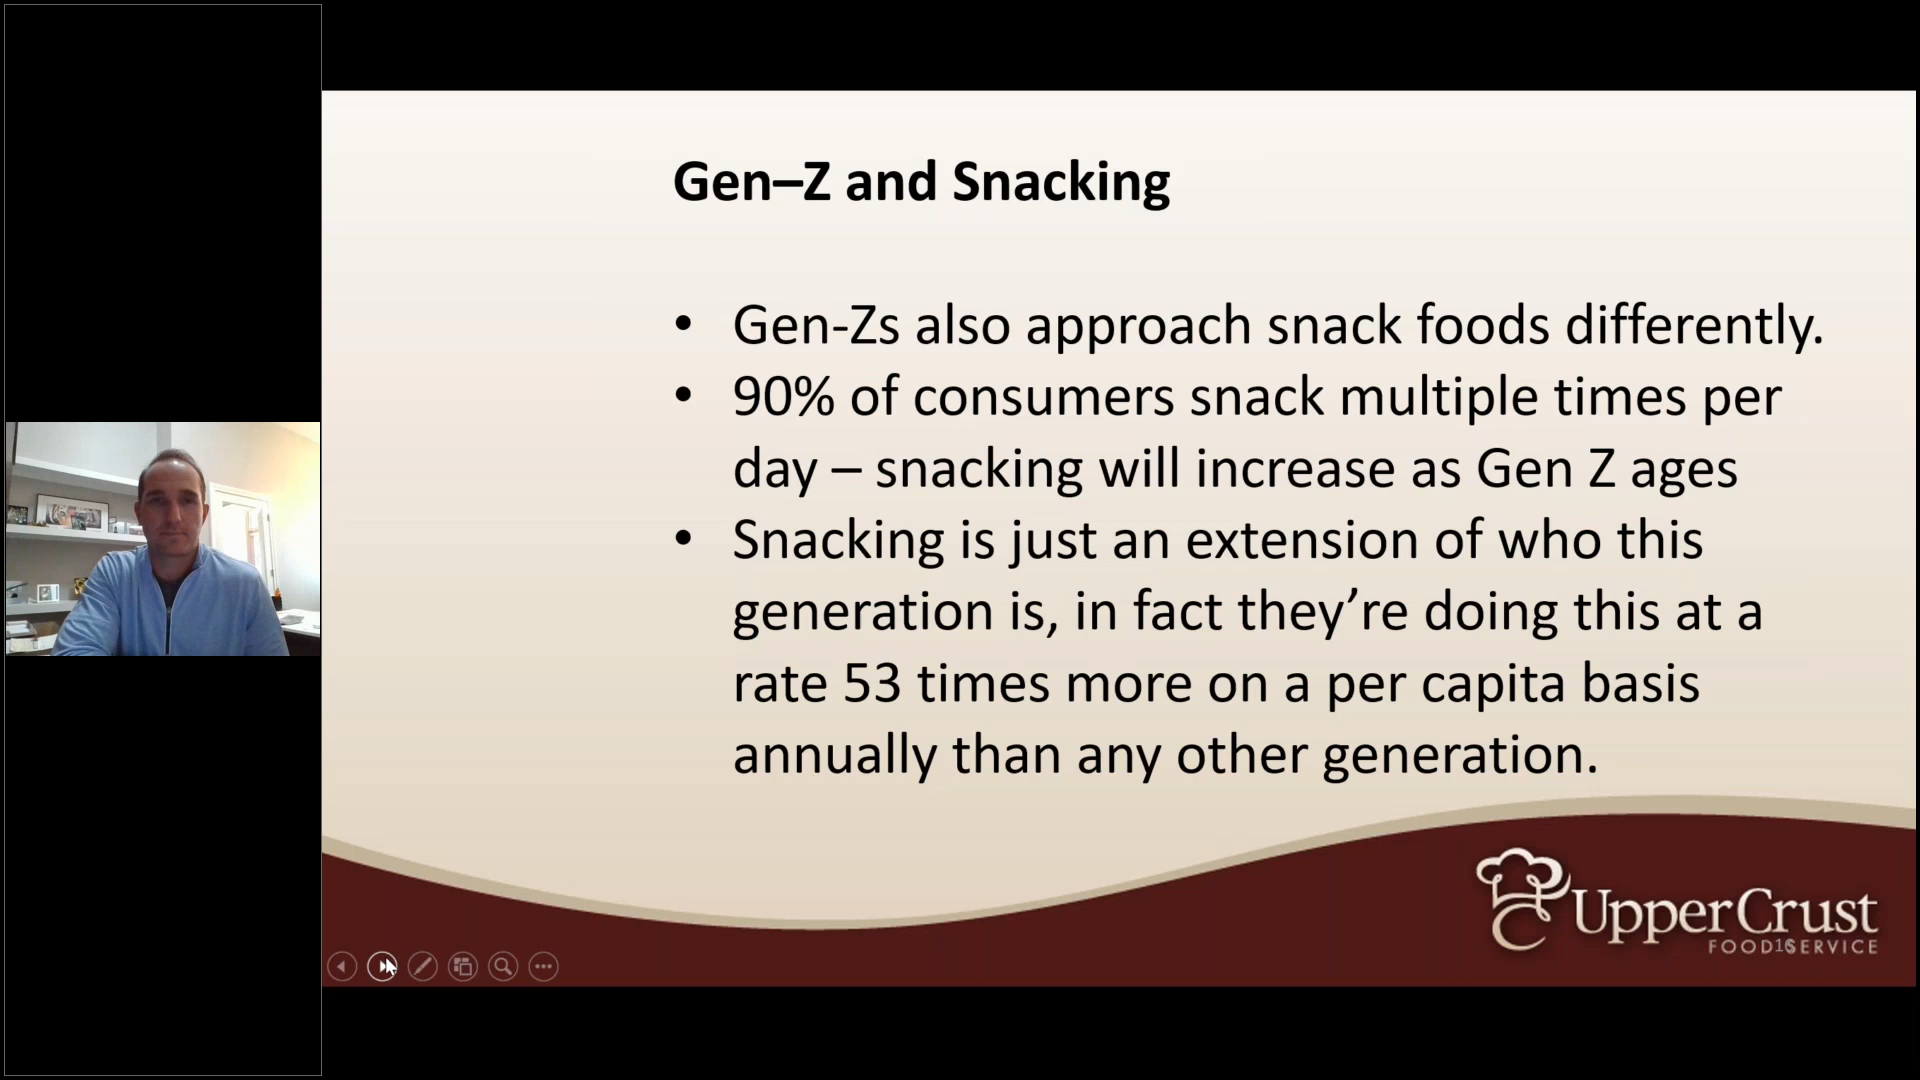 Gen–Z and Snacking
• Gen-Zs also approach snack foods differently.
• 90% of consumers snack multiple times per
day – snacking will increase as Gen Z ages
• Snacking is just an extension of who this
generation is, in fact they’re doing this at a
rate 53 times more on a per capita basis
annually than any other generation.
UpperCrust
FOOD SERVICE
16